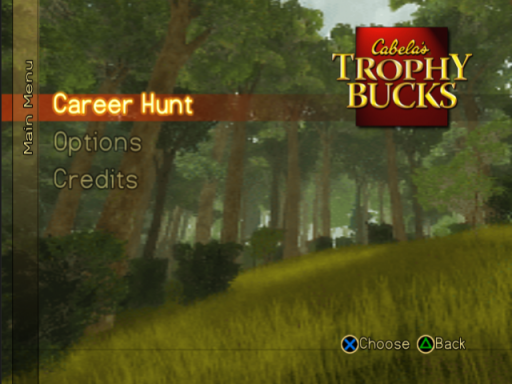 Cabela's
TROPHY
BUCKS
Main Menu
Career Hunt
Options
Credits
Choose
Back